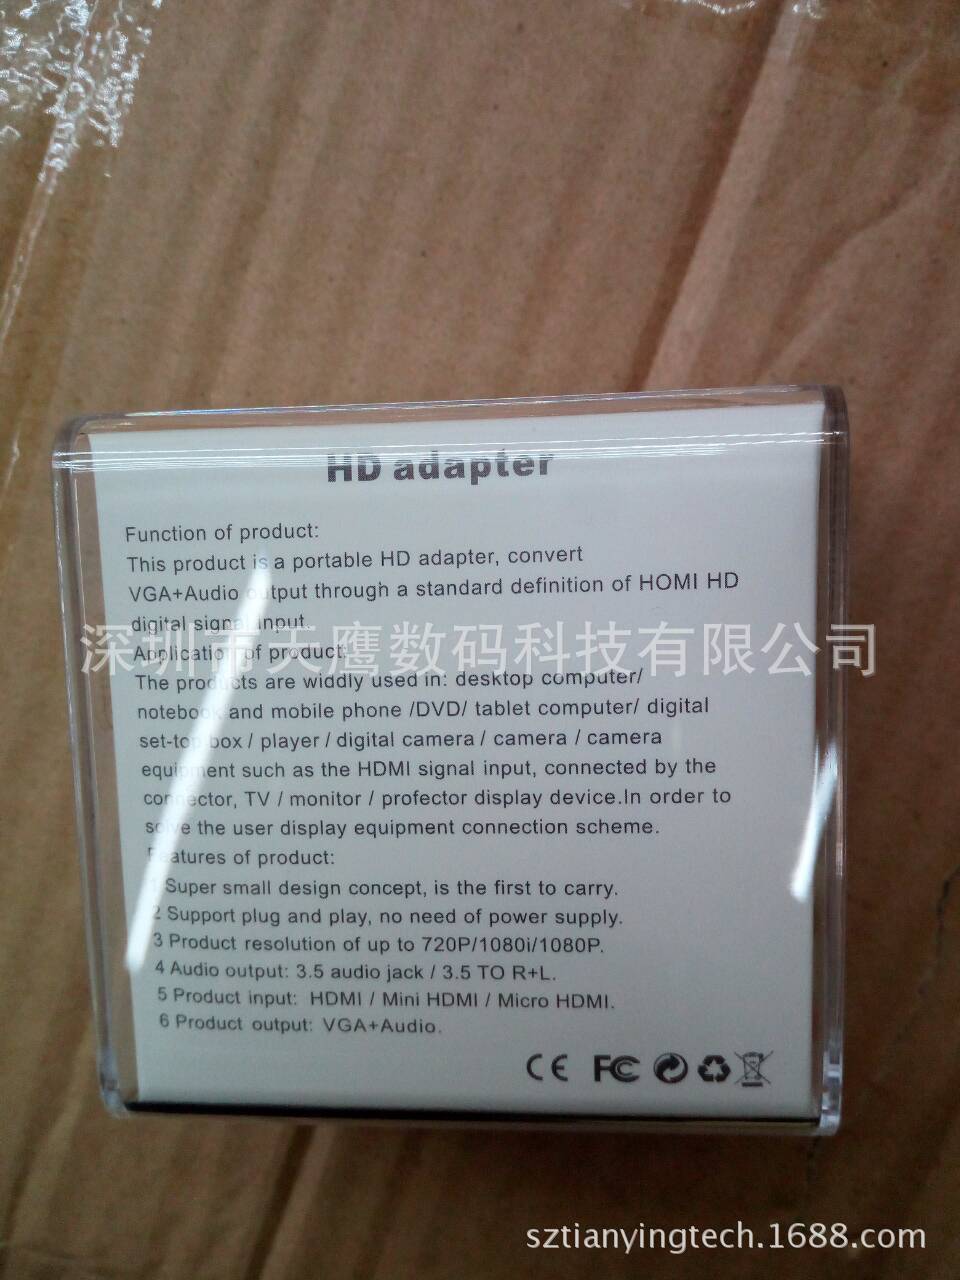 HD adapter
Function of product:
This product is a portable HD adapter, convert
VGA+Audio output through a standard definition of HOMI HD
digital signal input.
深圳市天鹰数码科技有限公司
Application of product:
The products are widdly used in: desktop computer/
notebook and mobile phone /DVD/ tablet computer/ digital
set-top box / player / digital camera / camera / camera
equipment such as the HDMI signal input, connected by the
connector, TV / monitor / profector display device.In order to
solve the user display equipment connection scheme.
Features of product:
1 Super small design concept, is the first to carry.
2 Support plug and play, no need of power supply.
3 Product resolution of up to 720P/1080i/1080P.
4 Audio output: 3.5 audio jack / 3.5 TO R+L.
5 Product input: HDMI / Mini HDMI / Micro HDMI.
6 Product output: VGA+Audio.
CE FC
sztianyingtech.1688.com